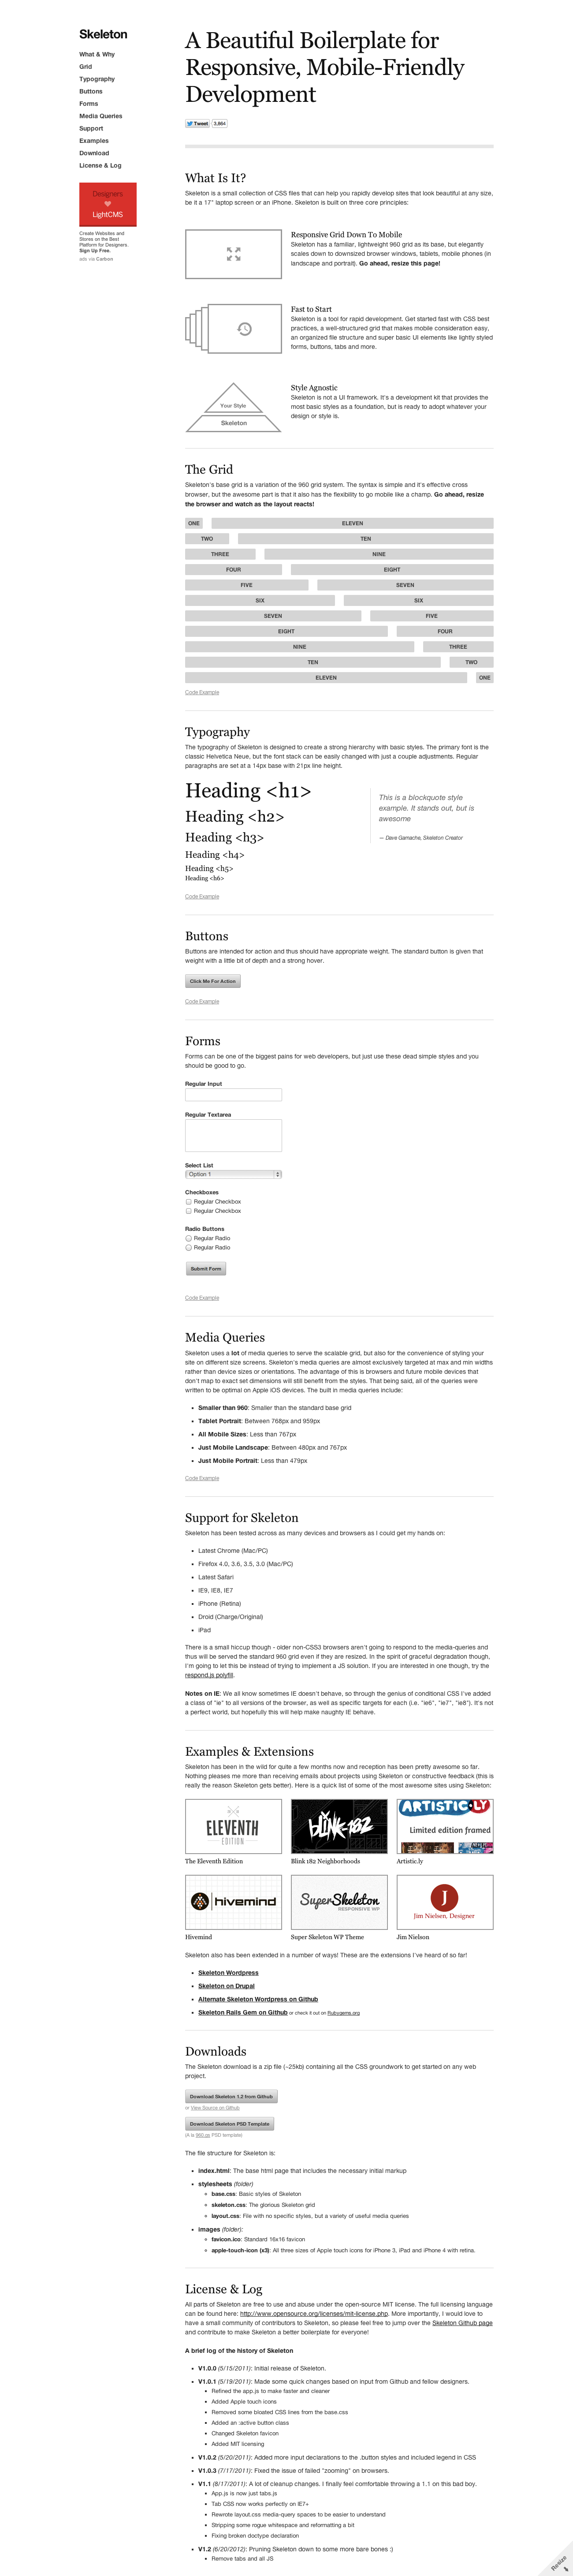 Skeleton
What & Why
Grid
Typography
Buttons
Forms
Media Queries
Support
Examples
Download
License & Log
Designers
LightCMS
Create Websites and
Stores on the Best
Platform for Designers.
Sign Up Free.
ads via Carbon
A Beautiful Boilerplate for
Responsive, Mobile-Friendly
Development
Tweet 3,664
What Is It?
Skeleton is a small collection of CSS files that can help you rapidly develop sites that look beautiful at any size,
be it a 17" laptop screen or an iPhone. Skeleton is built on three core principles:
Responsive Grid Down To Mobile
Skeleton has a familiar, lightweight 960 grid as its base, but elegantly
scales down to downsized browser windows, tablets, mobile phones (in
landscape and portrait). Go ahead, resize this page!
Fast to Start
Skeleton is a tool for rapid development. Get started fast with CSS best
practices, a well-structured grid that makes mobile consideration easy,
an organized file structure and super basic UI elements like lightly styled
forms, buttons, tabs and more.
Your Style
Skeleton
Style Agnostic
Skeleton is not a UI framework. It's a development kit that provides the
most basic styles as a foundation, but is ready to adopt whatever your
design or style is.
The Grid
Skeleton's base grid is a variation of the 960 grid system. The syntax is simple and it's effective cross
browser, but the awesome part is that it also has the flexibility to go mobile like a champ. Go ahead, resize
the browser and watch as the layout reacts!
ONE ELEVEN
TWO TEN
THREE NINE
FOUR EIGHT
FIVE SEVEN
SIX SIX
SEVEN FIVE
EIGHT FOUR
NINE THREE
TEN TWO
ELEVEN ONE
Code Example
Typography
The typography of Skeleton is designed to create a strong hierarchy with basic styles. The primary font is the
classic Helvetica Neue, but the font stack can be easily changed with just a couple adjustments. Regular
paragraphs are set at a 14px base with 21px line height.
Heading <h1>
Heading <h2>
Heading <h3>
Heading <h4>
Heading <h5>
Heading <h6>
This is a blockquote style
example. It stands out, but is
awesome
— Dave Gamache, Skeleton Creator
Code Example
Buttons
Buttons are intended for action and thus should have appropriate weight. The standard button is given that
weight with a little bit of depth and a strong hover.
Click Me For Action
Code Example
Forms
Forms can be one of the biggest pains for web developers, but just use these dead simple styles and you
should be good to go.
Regular Input
Regular Textarea
Select List
Option 1
Checkboxes
Regular Checkbox
Regular Checkbox
Radio Buttons
Regular Radio
Regular Radio
Submit Form
Code Example
Media Queries
Skeleton uses a lot of media queries to serve the scalable grid, but also for the convenience of styling your
site on different size screens. Skeleton's media queries are almost exclusively targeted at max and min widths
rather than device sizes or orientations. The advantage of this is browsers and future mobile devices that
don't map to exact set dimensions will still benefit from the styles. That being said, all of the queries were
written to be optimal on Apple iOS devices. The built in media queries include:
• Smaller than 960: Smaller than the standard base grid
• Tablet Portrait: Between 768px and 959px
• All Mobile Sizes: Less than 767px
• Just Mobile Landscape: Between 480px and 767px
• Just Mobile Portrait: Less than 479px
Code Example
Support for Skeleton
Skeleton has been tested across as many devices and browsers as I could get my hands on:
• Latest Chrome (Mac/PC)
• Firefox 4.0, 3.6, 3.5, 3.0 (Mac/PC)
• Latest Safari
• IE9, IE8, IE7
• iPhone (Retina)
• Droid (Charge/Original)
• iPad
There is a small hiccup though - older non-CSS3 browsers aren't going to respond to the media-queries and
thus will be served the standard 960 grid even if they are resized. In the spirit of graceful degradation though,
I'm going to let this be instead of trying to implement a JS solution. If you are interested in one though, try the
respond.js polyfill.
Notes on IE: We all know sometimes IE doesn't behave, so through the genius of conditional CSS I've added
a class of "ie" to all versions of the browser, as well as specific targets for each (i.e. "ie6", "ie7", "ie8"). It's not
a perfect world, but hopefully this will help make naughty IE behave.
Examples & Extensions
Skeleton has been in the wild for quite a few months now and reception has been pretty awesome so far.
Nothing pleases me more than receiving emails about projects using Skeleton or constructive feedback (this is
really the reason Skeleton gets better). Here is a quick list of some of the most awesome sites using Skeleton:
ELEVENTH
EDITION
blink-182
ARTISTIC.LY
Limited edition framed
The Eleventh Edition
Blink 182 Neighborhoods
Artistic.ly
hivemind
SuperSkeleton
RESPONSIVE WP
J
Jim Nielsen, Designer
Hivemind
Super Skeleton WP Theme
Jim Nielson
Skeleton also has been extended in a number of ways! These are the extensions I've heard of so far!
• Skeleton Wordpress
• Skeleton on Drupal
• Alternate Skeleton Wordpress on Github
• Skeleton Rails Gem on Github or check it out on Rubygems.org
Downloads
The Skeleton download is a zip file (~25kb) containing all the CSS groundwork to get started on any web
project.
Download Skeleton 1.2 from Github
or View Source on Github
Download Skeleton PSD Template
(A la 960.gs PSD template)
The file structure for Skeleton is:
• index.html: The base html page that includes the necessary initial markup
• stylesheets (folder)
base.css: Basic styles of Skeleton
skeleton.css: The glorious Skeleton grid
layout.css: File with no specific styles, but a variety of useful media queries
• images (folder):
favicon.ico: Standard 16x16 favicon
apple-touch-icon (x3): All three sizes of Apple touch icons for iPhone 3, iPad and iPhone 4 with retina.
License & Log
All parts of Skeleton are free to use and abuse under the open-source MIT license. The full licensing language
can be found here: http://www.opensource.org/licenses/mit-license.php. More importantly, I would love to
have a small community of contributors to Skeleton, so please feel free to jump over the Skeleton Github page
and contribute to make Skeleton a better boilerplate for everyone!
A brief log of the history of Skeleton
• V1.0.0 (5/15/2011): Initial release of Skeleton.
• V1.0.1 (5/19/2011): Made some quick changes based on input from Github and fellow designers.
Refined the app.js to make faster and cleaner
Added Apple touch icons
Removed some bloated CSS lines from the base.css
Added an :active button class
Changed Skeleton favicon
Added MIT licensing
• V1.0.2 (5/20/2011): Added more input declarations to the .button styles and included legend in CSS
• V1.0.3 (7/17/2011): Fixed the issue of failed "zooming" on browsers.
• V1.1 (8/17/2011): A lot of cleanup changes. I finally feel comfortable throwing a 1.1 on this bad boy.
App.js is now just tabs.js
Tab CSS now works perfectly on IE7+
Rewrote layout.css media-query spaces to be easier to understand
Stripping some rogue whitespace and reformatting a bit
Fixing broken doctype declaration
• V1.2 (6/20/2012): Pruning Skeleton down to some more bare bones :)
Remove tabs and all JS
Resize